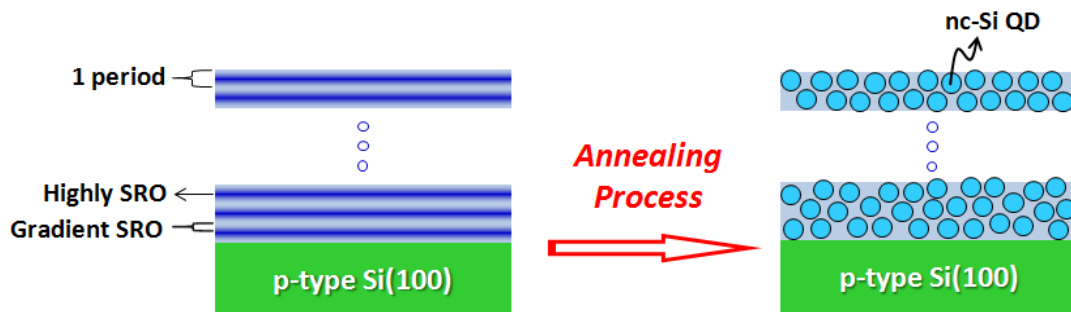 nc-Si QD
1 period
Annealing
Process
Highly SRO
Gradient SRO
p-type Si(100)
p-type Si(100)